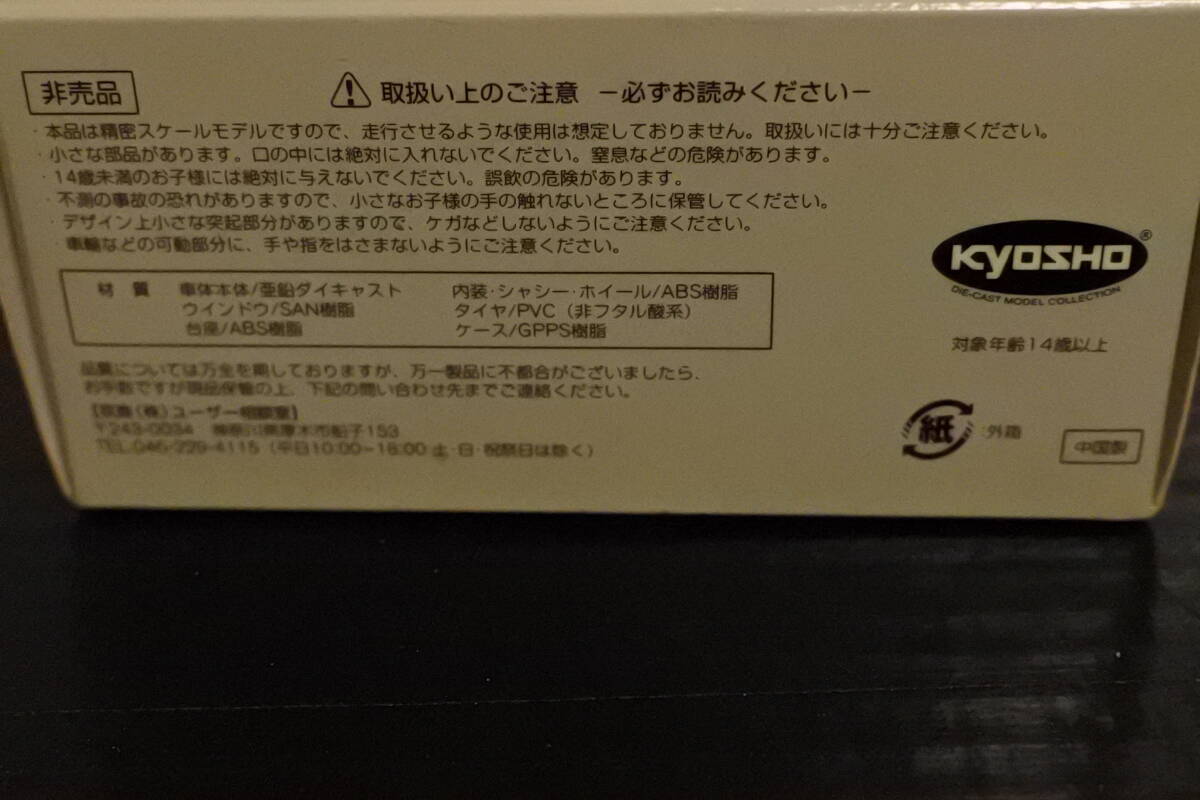 非売品
取扱い上のご注意 －必ずお読みください－
・本品は精密スケールモデルですので、走行させるような使用は想定しておりません。取扱いには十分ご注意ください。
・小さな部品があります。口の中には絶対に入れないでください。窒息などの危険があります。
・14歳未満のお子様には絶対に与えないでください。誤飲の危険があります。
・不測の事故の恐れがありますので、小さなお子様の手の触れないところに保管してください。
・デザイン上小さな突起部分がありますので、ケガなどしないようにご注意ください。
・車輪などの可動部分に、手や指をはさまないようにご注意ください。
KYOSHO ®
DIE-CAST MODEL COLLECTION
対象年齢14歳以上
材 質 車体本体/亜鉛ダイキャスト 内装・シャシー・ホイール/ABS樹脂
ウインドウ/SAN樹脂 タイヤ/PVC（非フタル酸系）
台座/ABS樹脂 ケース/GPPS樹脂
品質については万全を期しておりますが、万一製品に不都合がございましたら、
お手数ですが現品保管の上、下記の問い合わせ先までご連絡ください。
【京商（株）ユーザー相談室】
〒243-0034 神奈川県厚木市船子153
TEL.046-229-4115（平日10:00～18:00 土・日・祝祭日は除く）
紙 :外箱
中国製